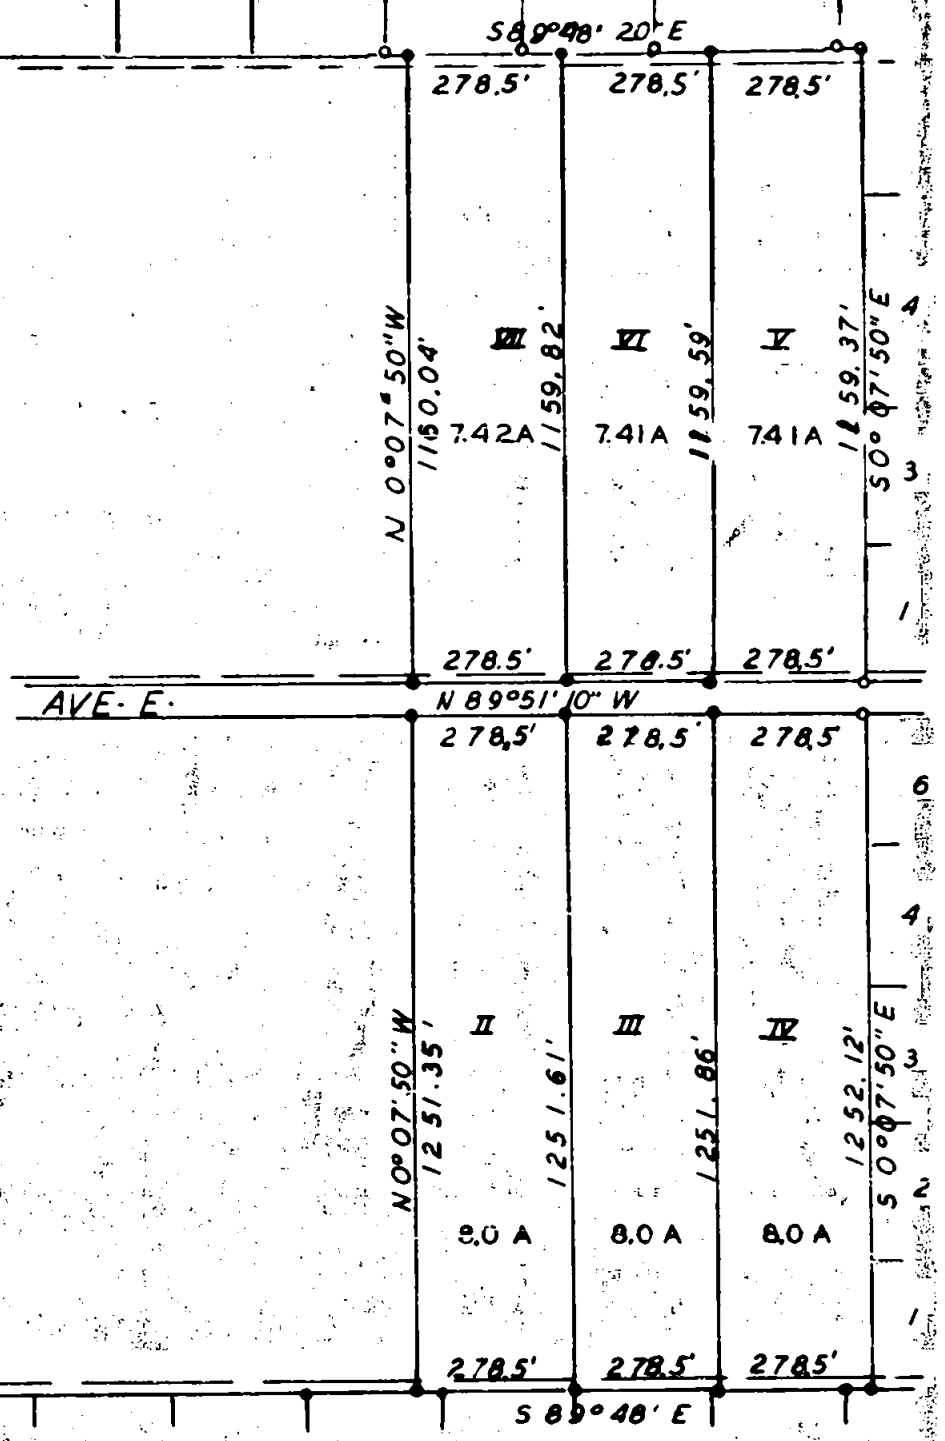 S 89°48' 20" E
278.5' 278.5' 278.5'
N 0°07'50"W
1160.04'
VII
7.42A
1159.82'
VI
7.41A
1159.59'
V
7.41A
1159.37'
S 0°07'50"E
4
3
1
278.5' 278.5' 278.5'
AVE. E.
N 89°51'10" W
278.5' 278.5' 278.5'
6
4
N 0°07'50" W
1251.35'
II
8.0 A
1251.61'
III
8.0 A
1251.86'
IV
8.0 A
1252.12'
S 0°07'50" E
3
2
1
278.5' 278.5' 278.5'
S 89°48' E